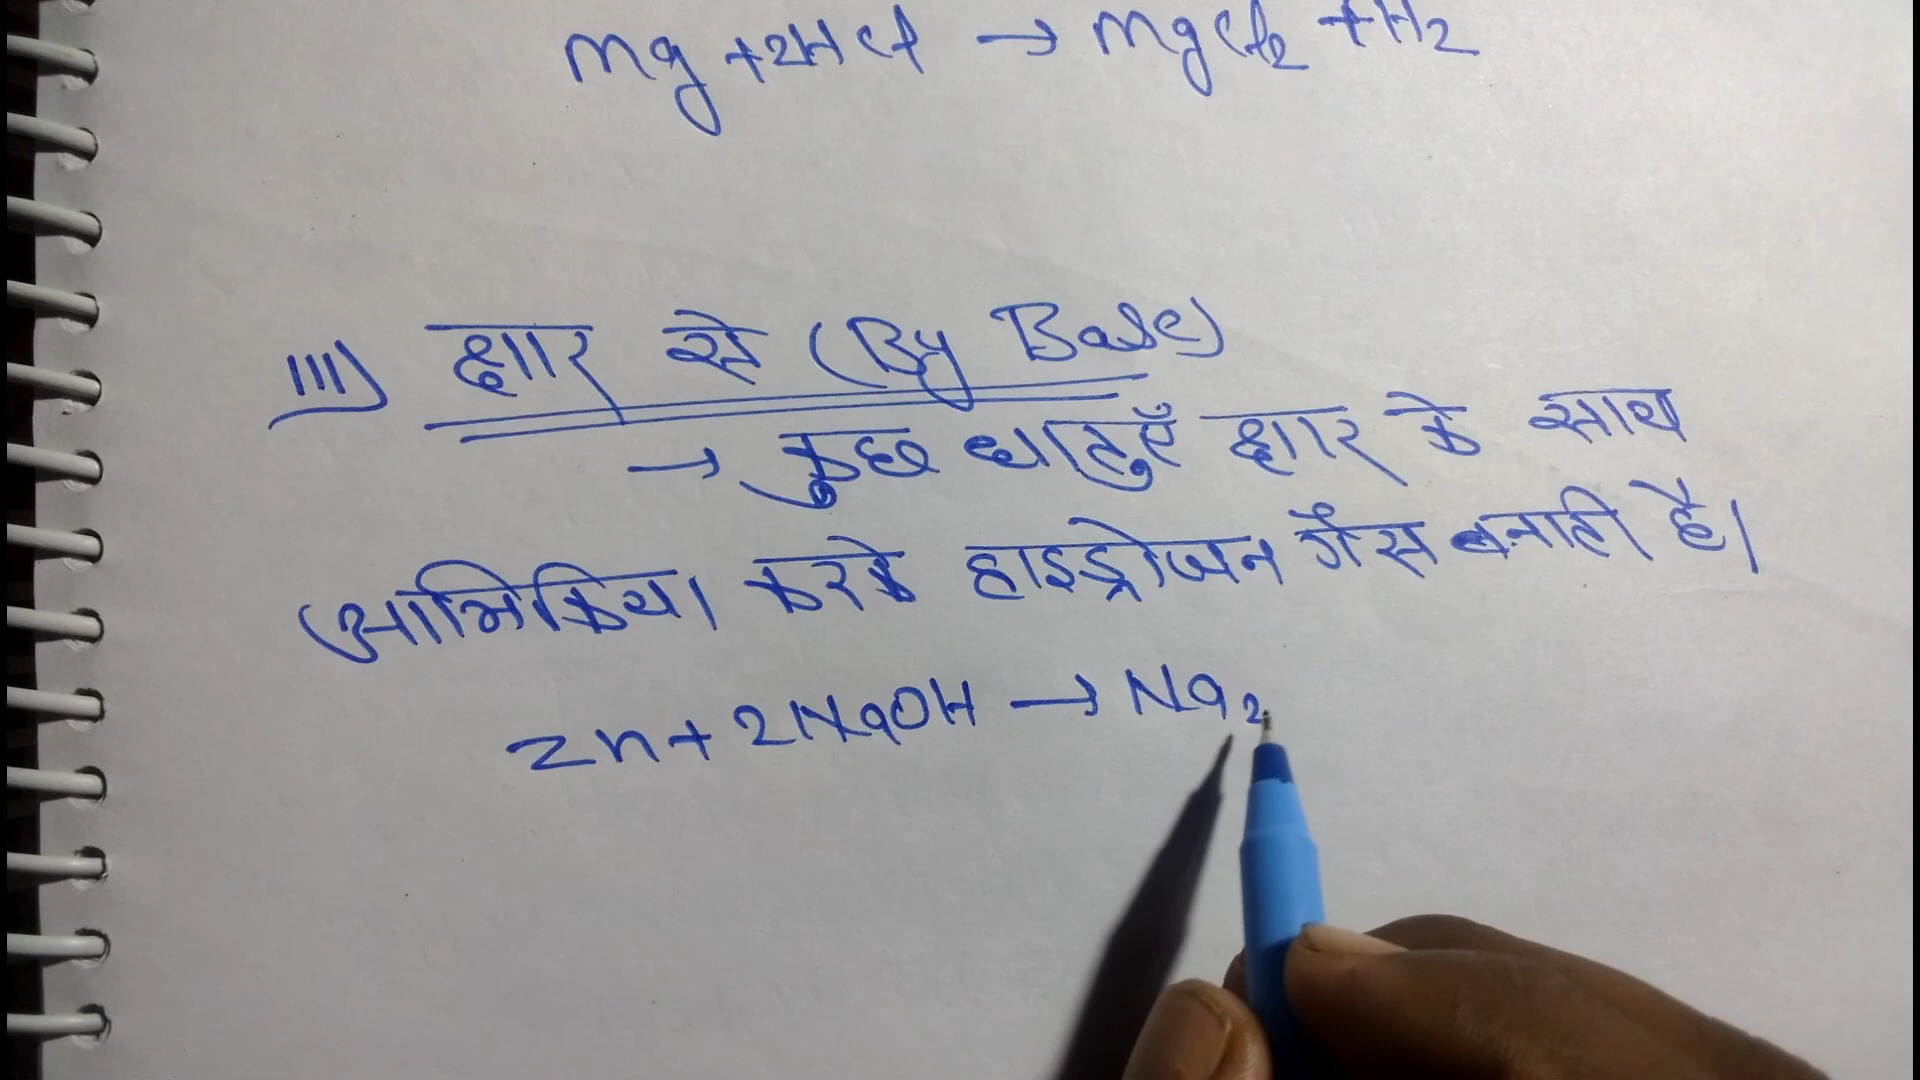 Mg + 2HCl → MgCl₂ + H₂
III) क्षार से (By Base)
→ कुछ धातुएँ क्षार के साथ
अभिक्रिया करके हाइड्रोजन गैस बनाती है।
Zn + 2NaOH → Na₂